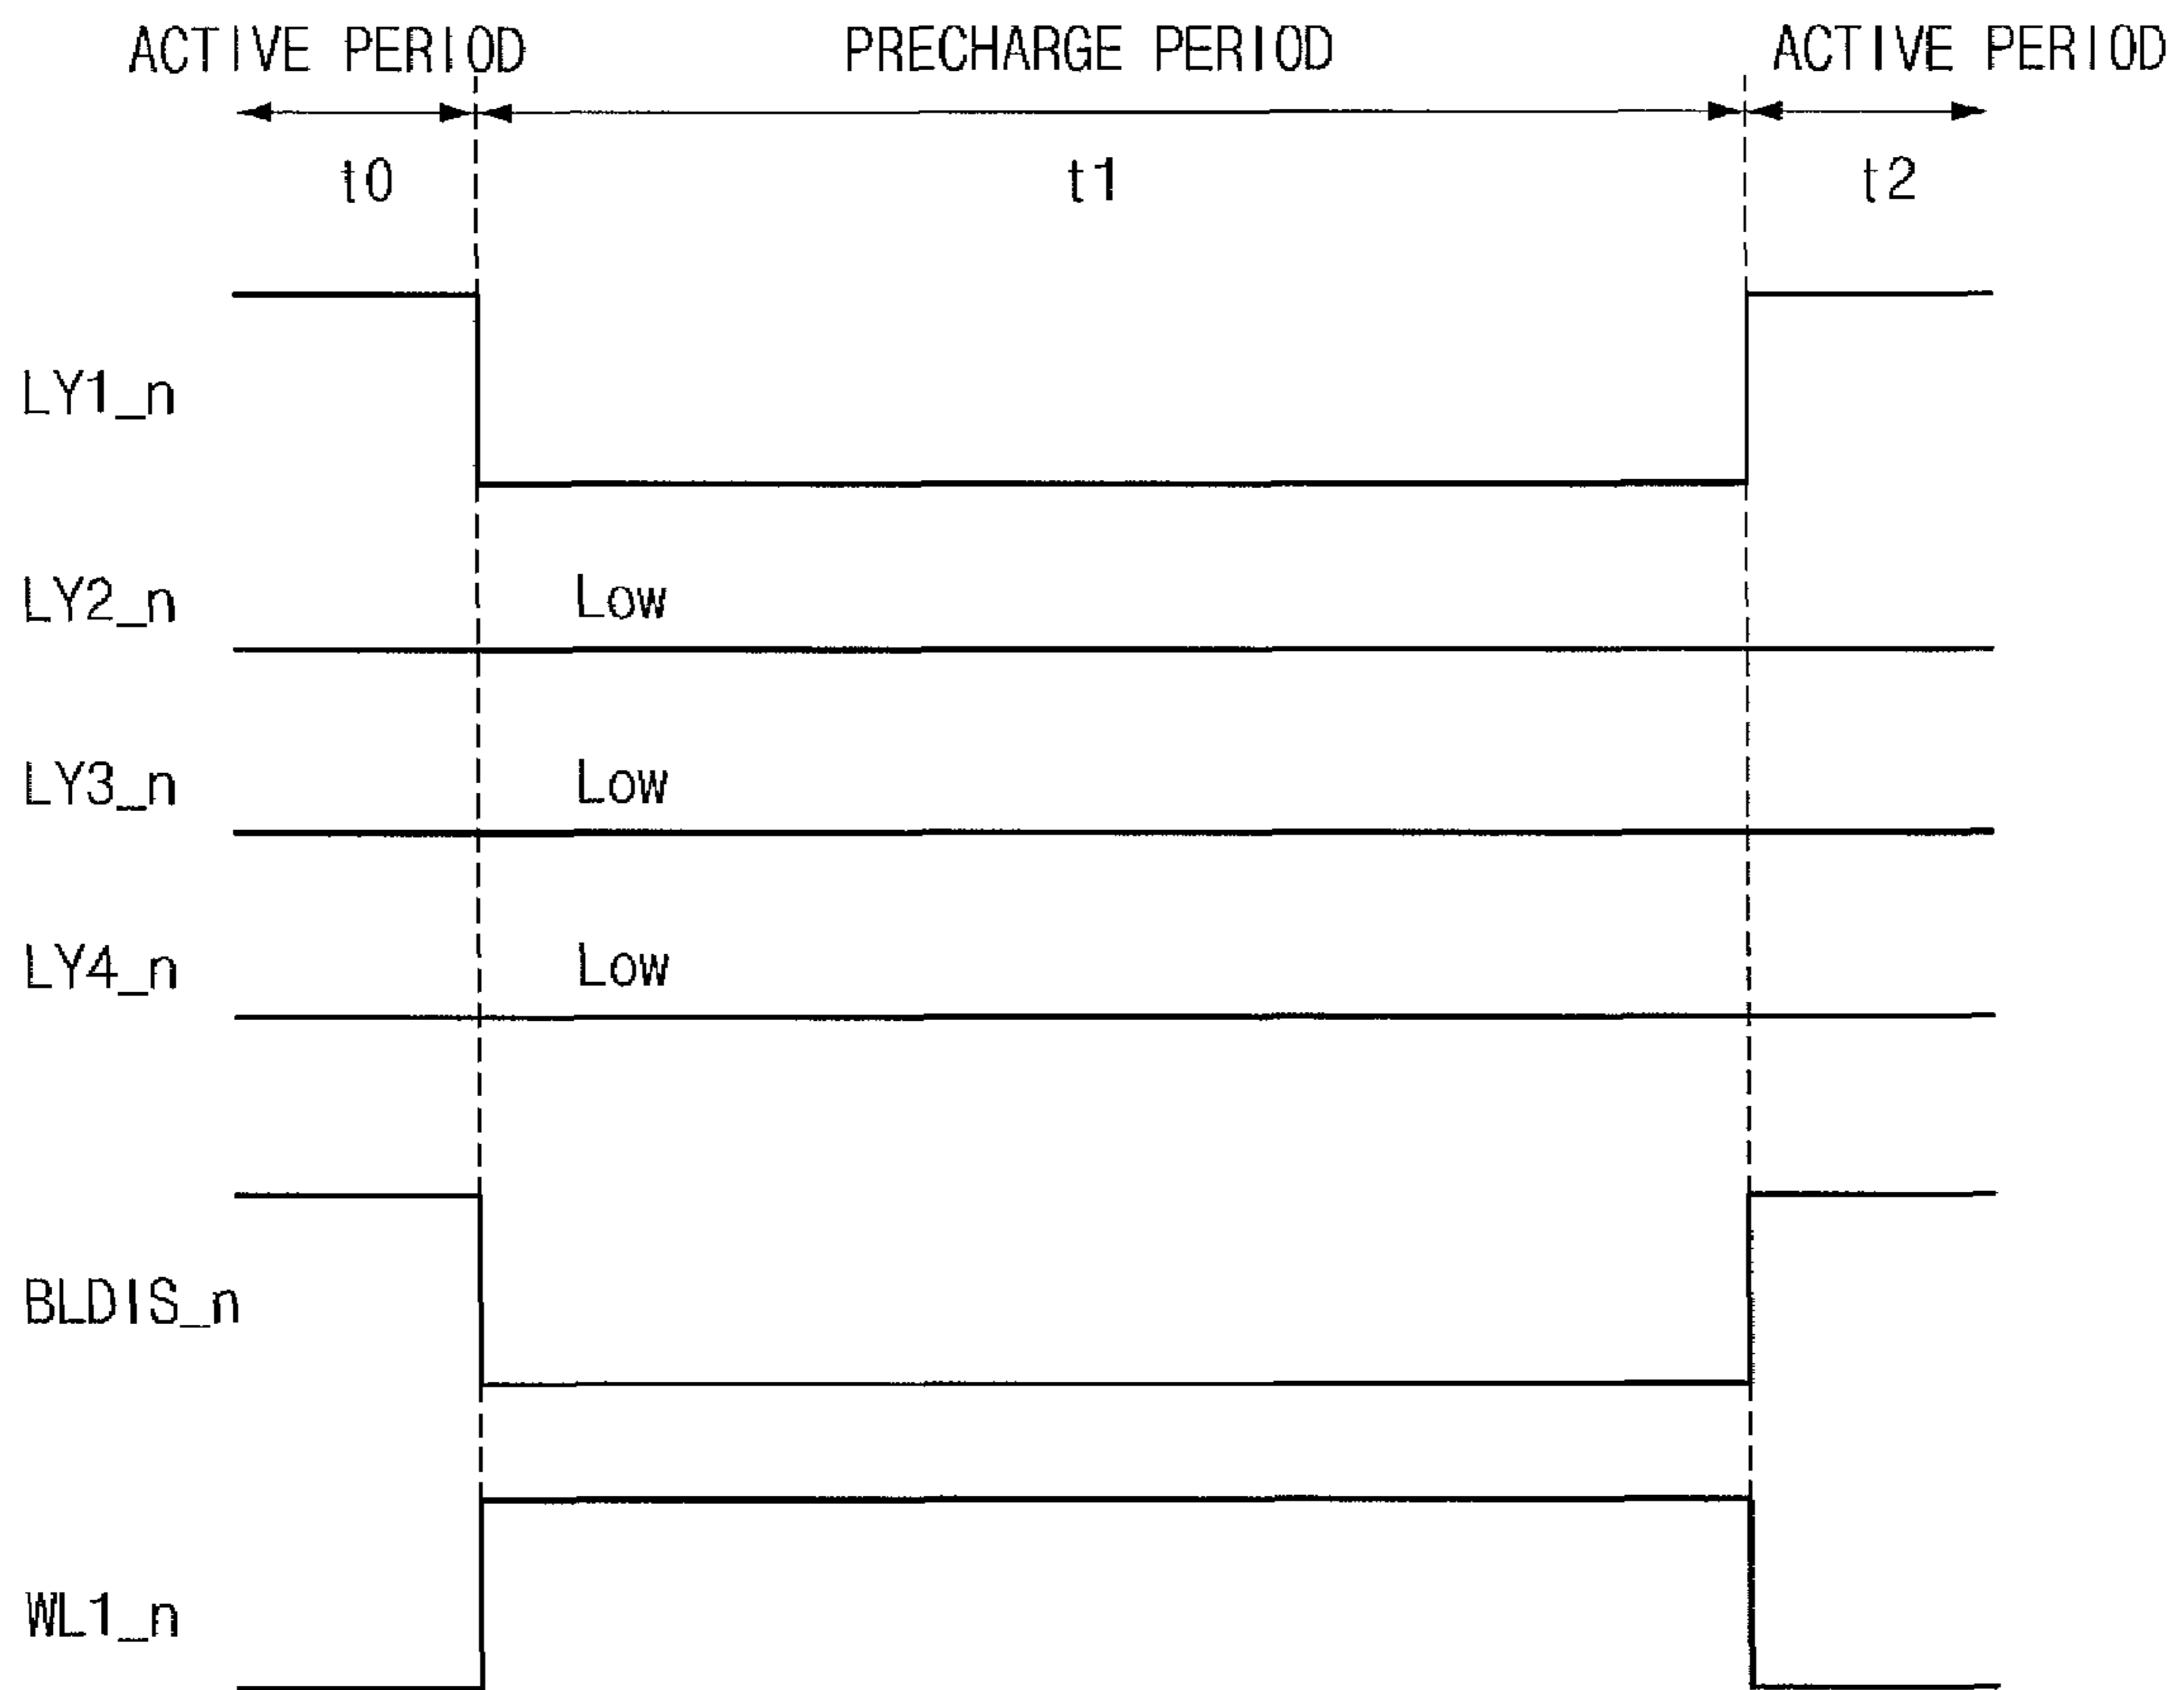 ACTIVE PERIOD PRECHARGE PERIOD ACTIVE PERIOD
t0 t1 t2
LY1_n
LY2_n Low
LY3_n Low
LY4_n Low
BLDIS_n
WL1_n